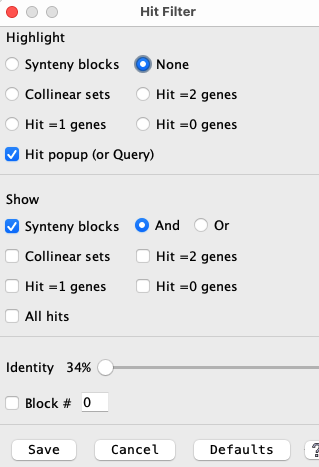 Hit Filter
Highlight
Synteny blocks None
Collinear sets Hit =2 genes
Hit =1 genes Hit =0 genes
Hit popup (or Query)
Show
Synteny blocks And Or
Collinear sets Hit =2 genes
Hit =1 genes Hit =0 genes
All hits
Identity 34%
Block # 0
Save Cancel Defaults ?